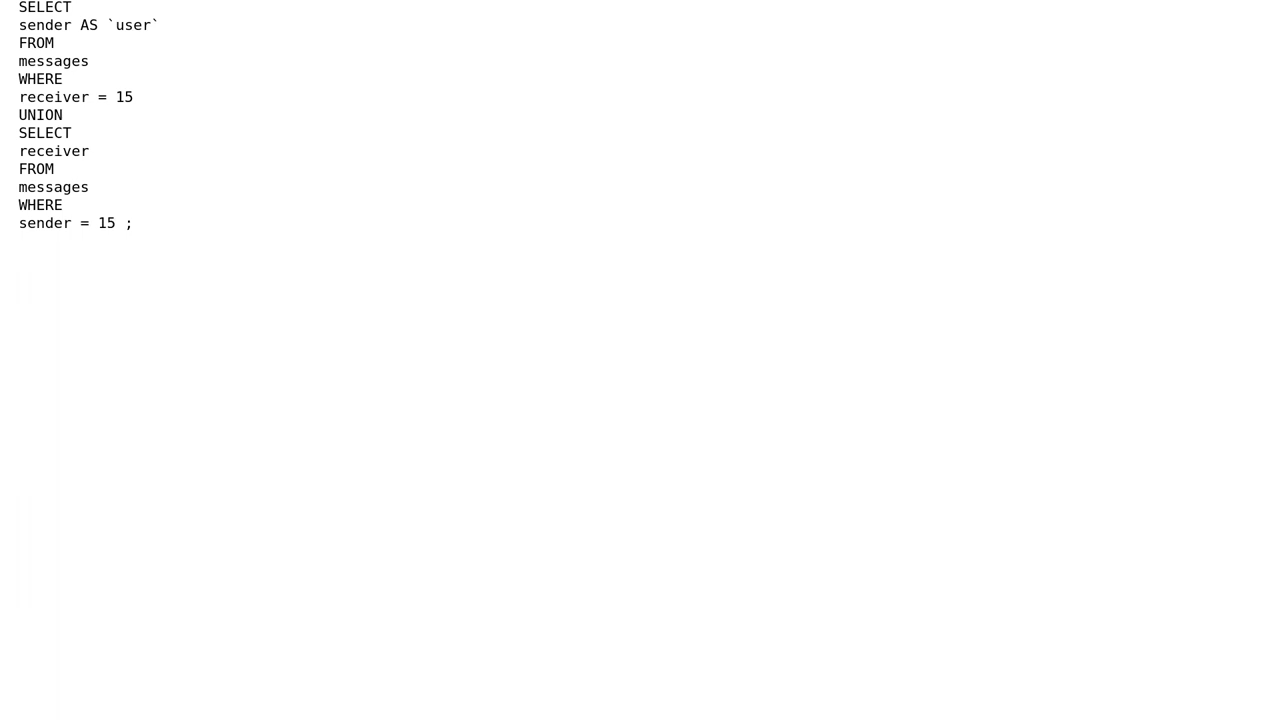 SELECT
sender AS `user`
FROM
messages
WHERE
receiver = 15
UNION
SELECT
receiver
FROM
messages
WHERE
sender = 15 ;